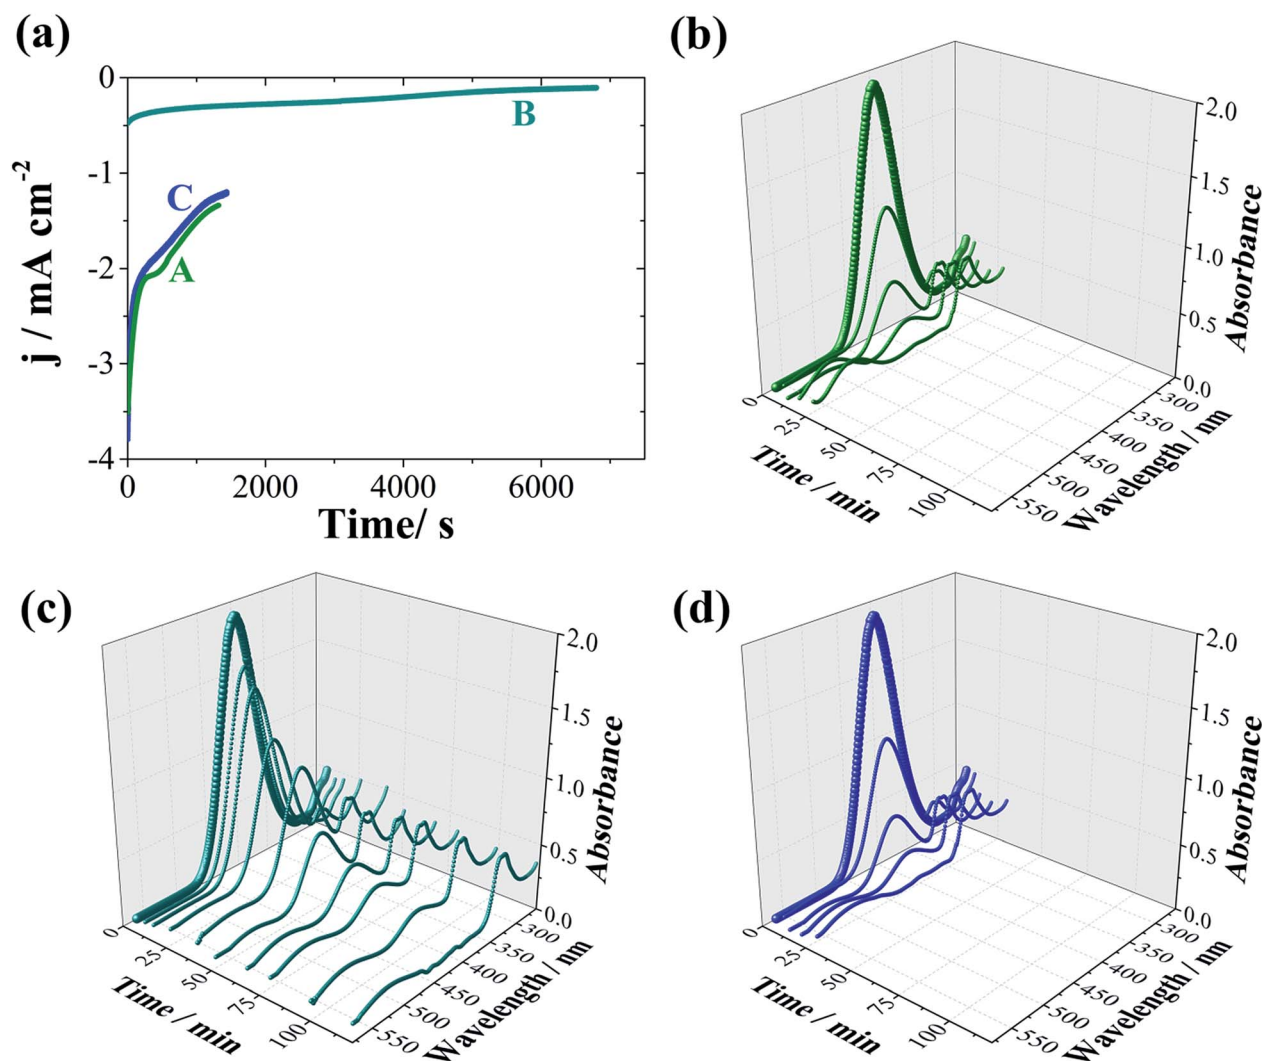 (a)
0
-1
-2
-3
-4
j / mA cm-2
B
C
A
0 2000 4000 6000
Time/ s
(b)
2.0
1.5
1.0
0.5
0.0
Absorbance
0 25 50 75 100
Time / min
300 350 400 450 500 550
Wavelength / nm
(c)
2.0
1.5
1.0
0.5
0.0
Absorbance
0 25 50 75 100
Time / min
300 350 400 450 500 550
Wavelength / nm
(d)
2.0
1.5
1.0
0.5
0.0
Absorbance
0 25 50 75 100
Time / min
300 350 400 450 500 550
Wavelength / nm